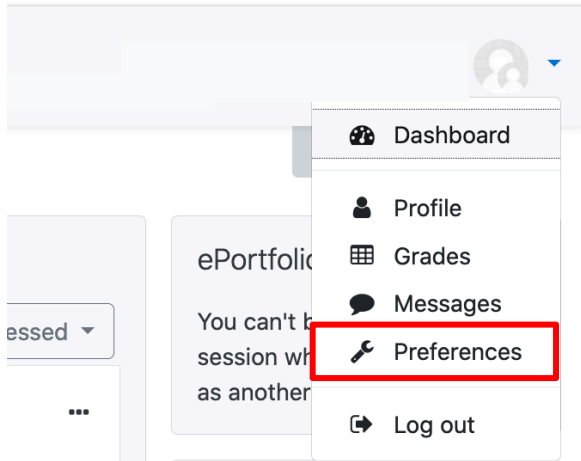 Dashboard
Profile
ePortfolio
Grades
You can't b
Messages
essed
session wh
Preferences
as another
Log out